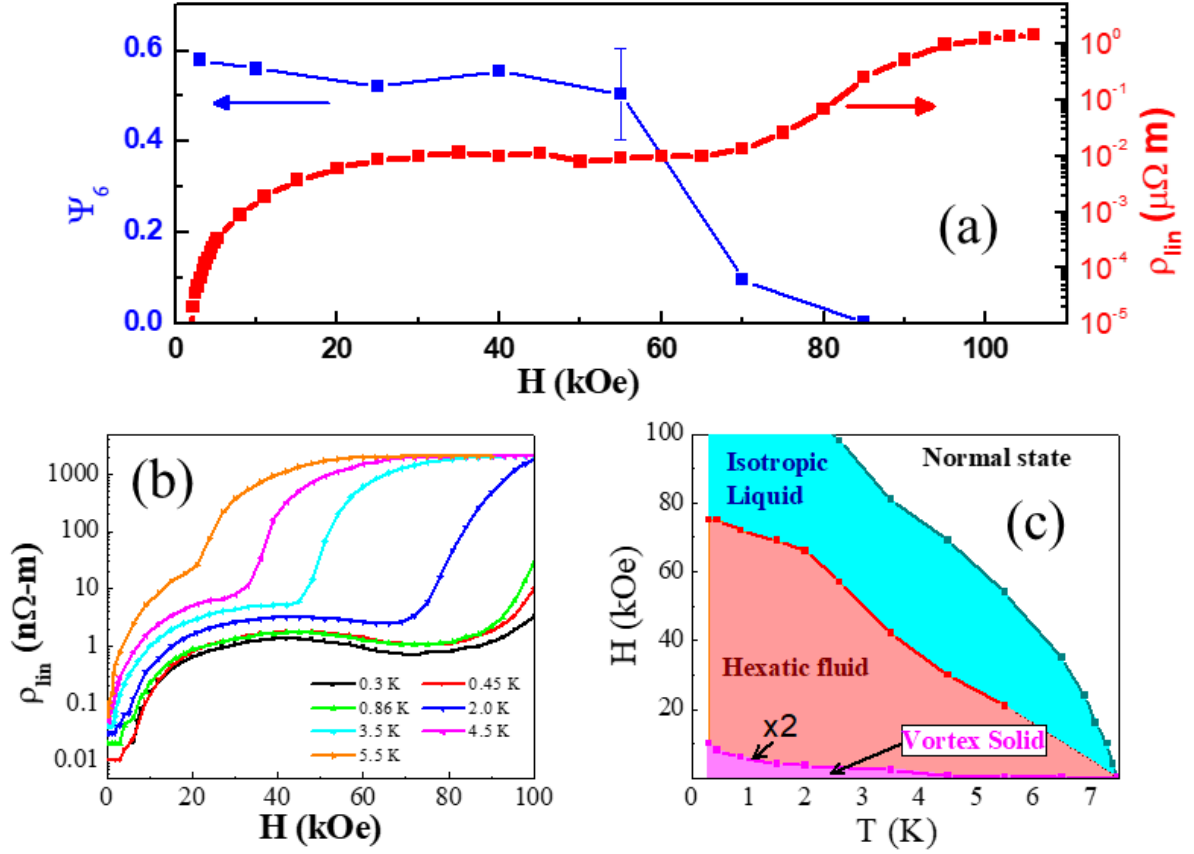 (a)
Ψ6
0.6
0.4
0.2
0.0
0 20 40 60 80 100
H (kOe)
10^0
10^-1
10^-2
10^-3
10^-4
10^-5
ρlin (μΩ m)
(b)
ρlin (nΩ-m)
1000
100
10
1
0.1
0.01
0.3 K 0.45 K
0.86 K 2.0 K
3.5 K 4.5 K
5.5 K
0 20 40 60 80 100
H (kOe)
(c)
H (kOe)
100
80
60
40
20
Isotropic
Liquid
Normal state
Hexatic fluid
x2
Vortex Solid
0 1 2 3 4 5 6 7
T (K)